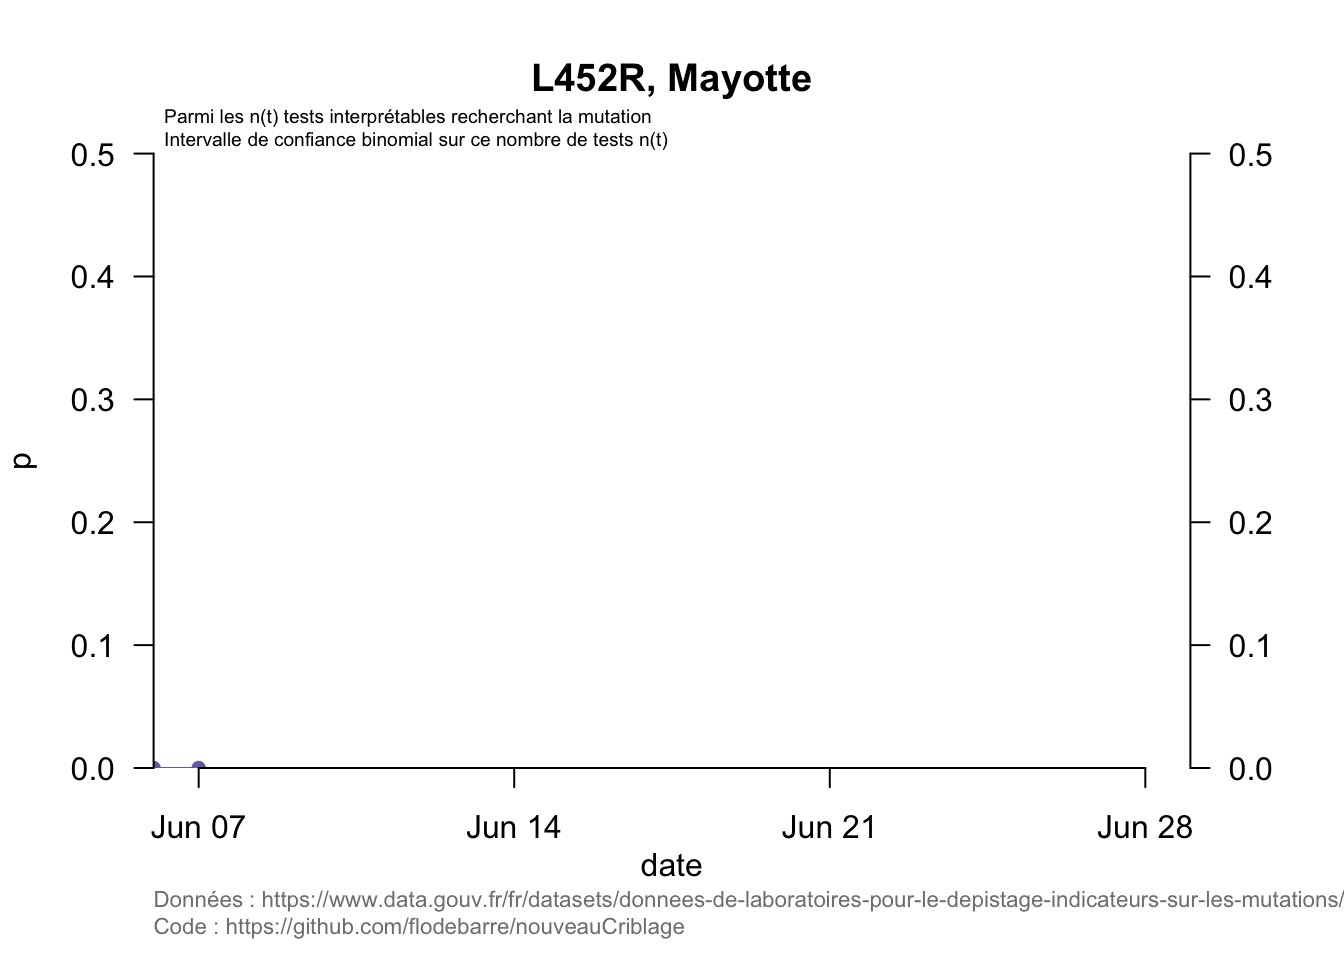 L452R, Mayotte
Parmi les n(t) tests interprétables recherchant la mutation
Intervalle de confiance binomial sur ce nombre de tests n(t)
0.5 0.5
0.4 0.4
0.3 0.3
p
0.2 0.2
0.1 0.1
0.0 0.0
Jun 07 Jun 14 Jun 21 Jun 28
date
Données : https://www.data.gouv.fr/fr/datasets/donnees-de-laboratoires-pour-le-depistage-indicateurs-sur-les-mutations/
Code : https://github.com/flodebarre/nouveauCriblage